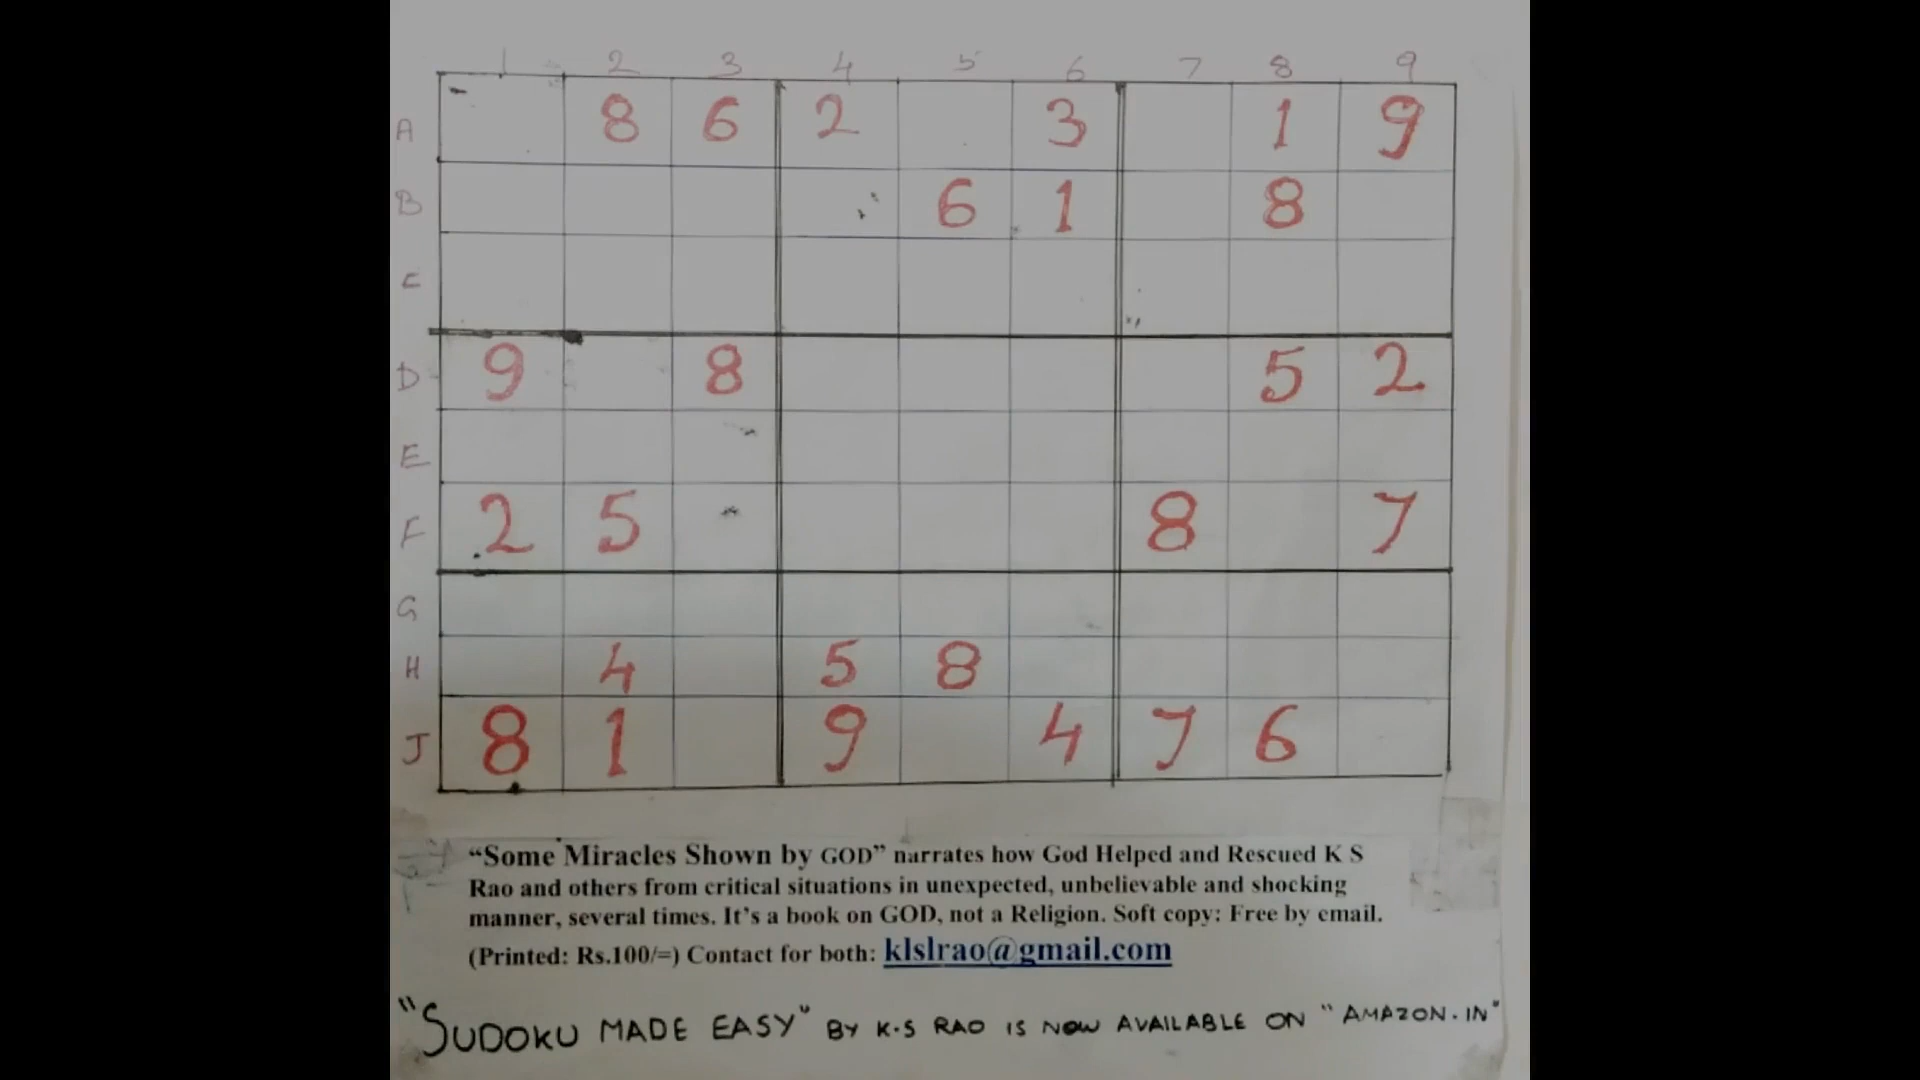 1 2 3 4 5 6 7 8 9
A 8 6 2 3 1 9
B 6 1 8
C
D 9 8 5 2
E
F 2 5 8 7
G
H 4 5 8
J 8 1 9 4 7 6
“Some Miracles Shown by GOD” narrates how God Helped and Rescued K S
Rao and others from critical situations in unexpected, unbelievable and shocking
manner, several times. It’s a book on GOD, not a Religion. Soft copy: Free by email.
(Printed: Rs.100/=) Contact for both: klslrao@gmail.com
"SUDOKU MADE EASY" BY K.S RAO IS NOW AVAILABLE ON "AMAZON.IN"